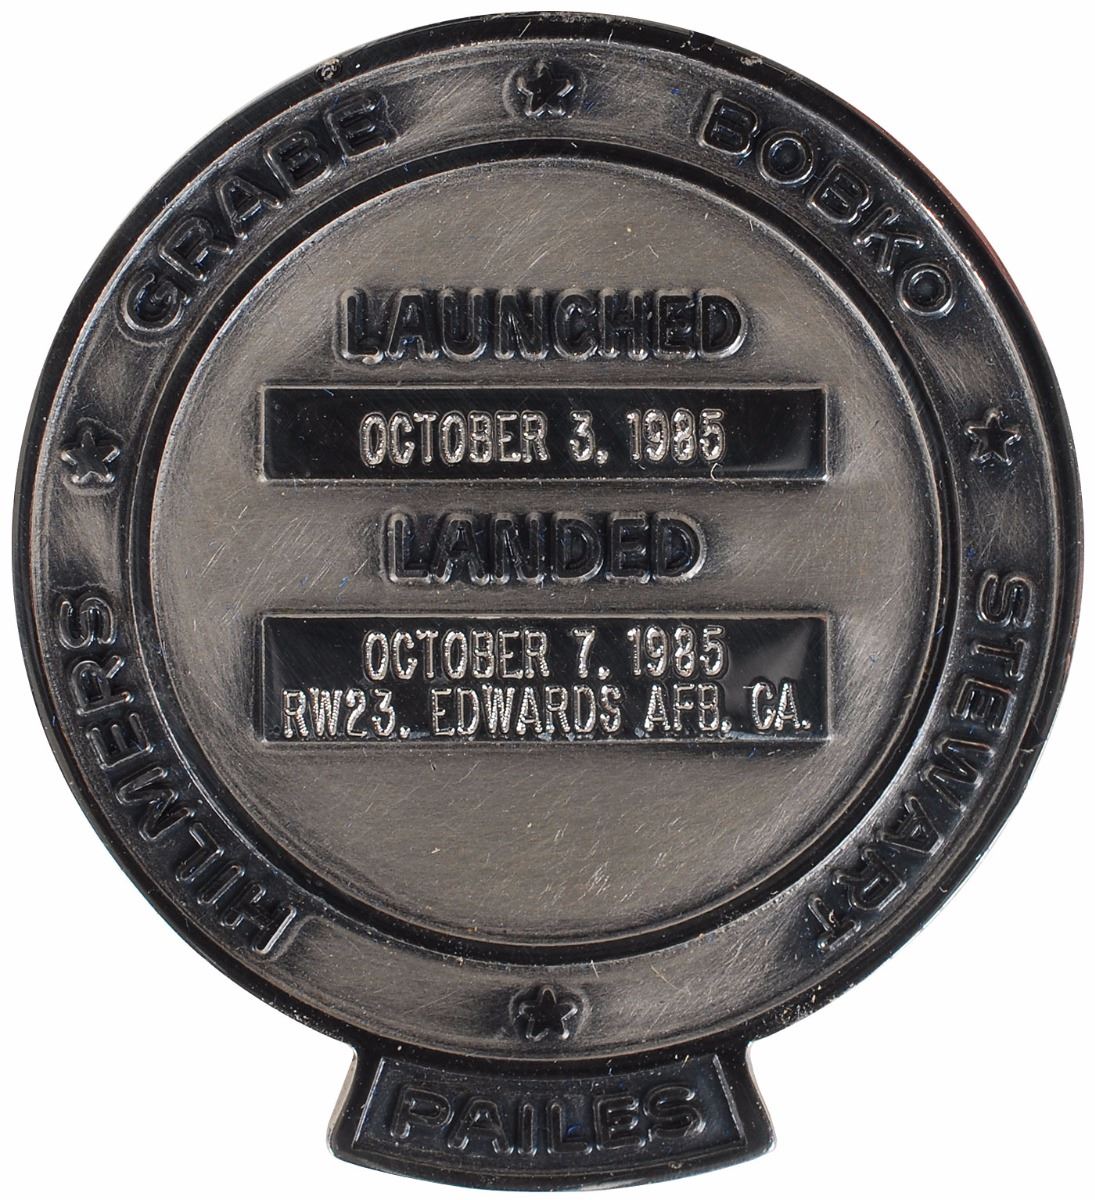 GRABE
BOBKO
LAUNCHED
OCTOBER 3, 1985
LANDED
OCTOBER 7, 1985
RW23, EDWARDS AFB, CA.
HILMERS
STEWART
PAILES